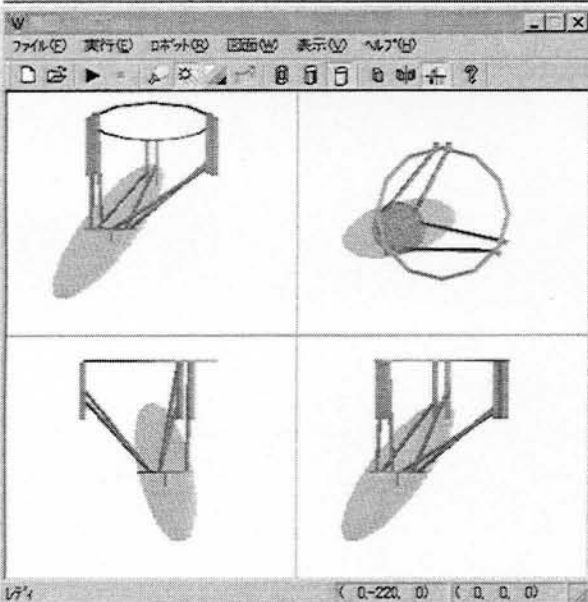 W
ファイル(F) 実行(E) ロボット(R) 図面(W) 表示(V) ヘルプ(H)
?
レディ ( 0,-220, 0) ( 0, 0, 0)